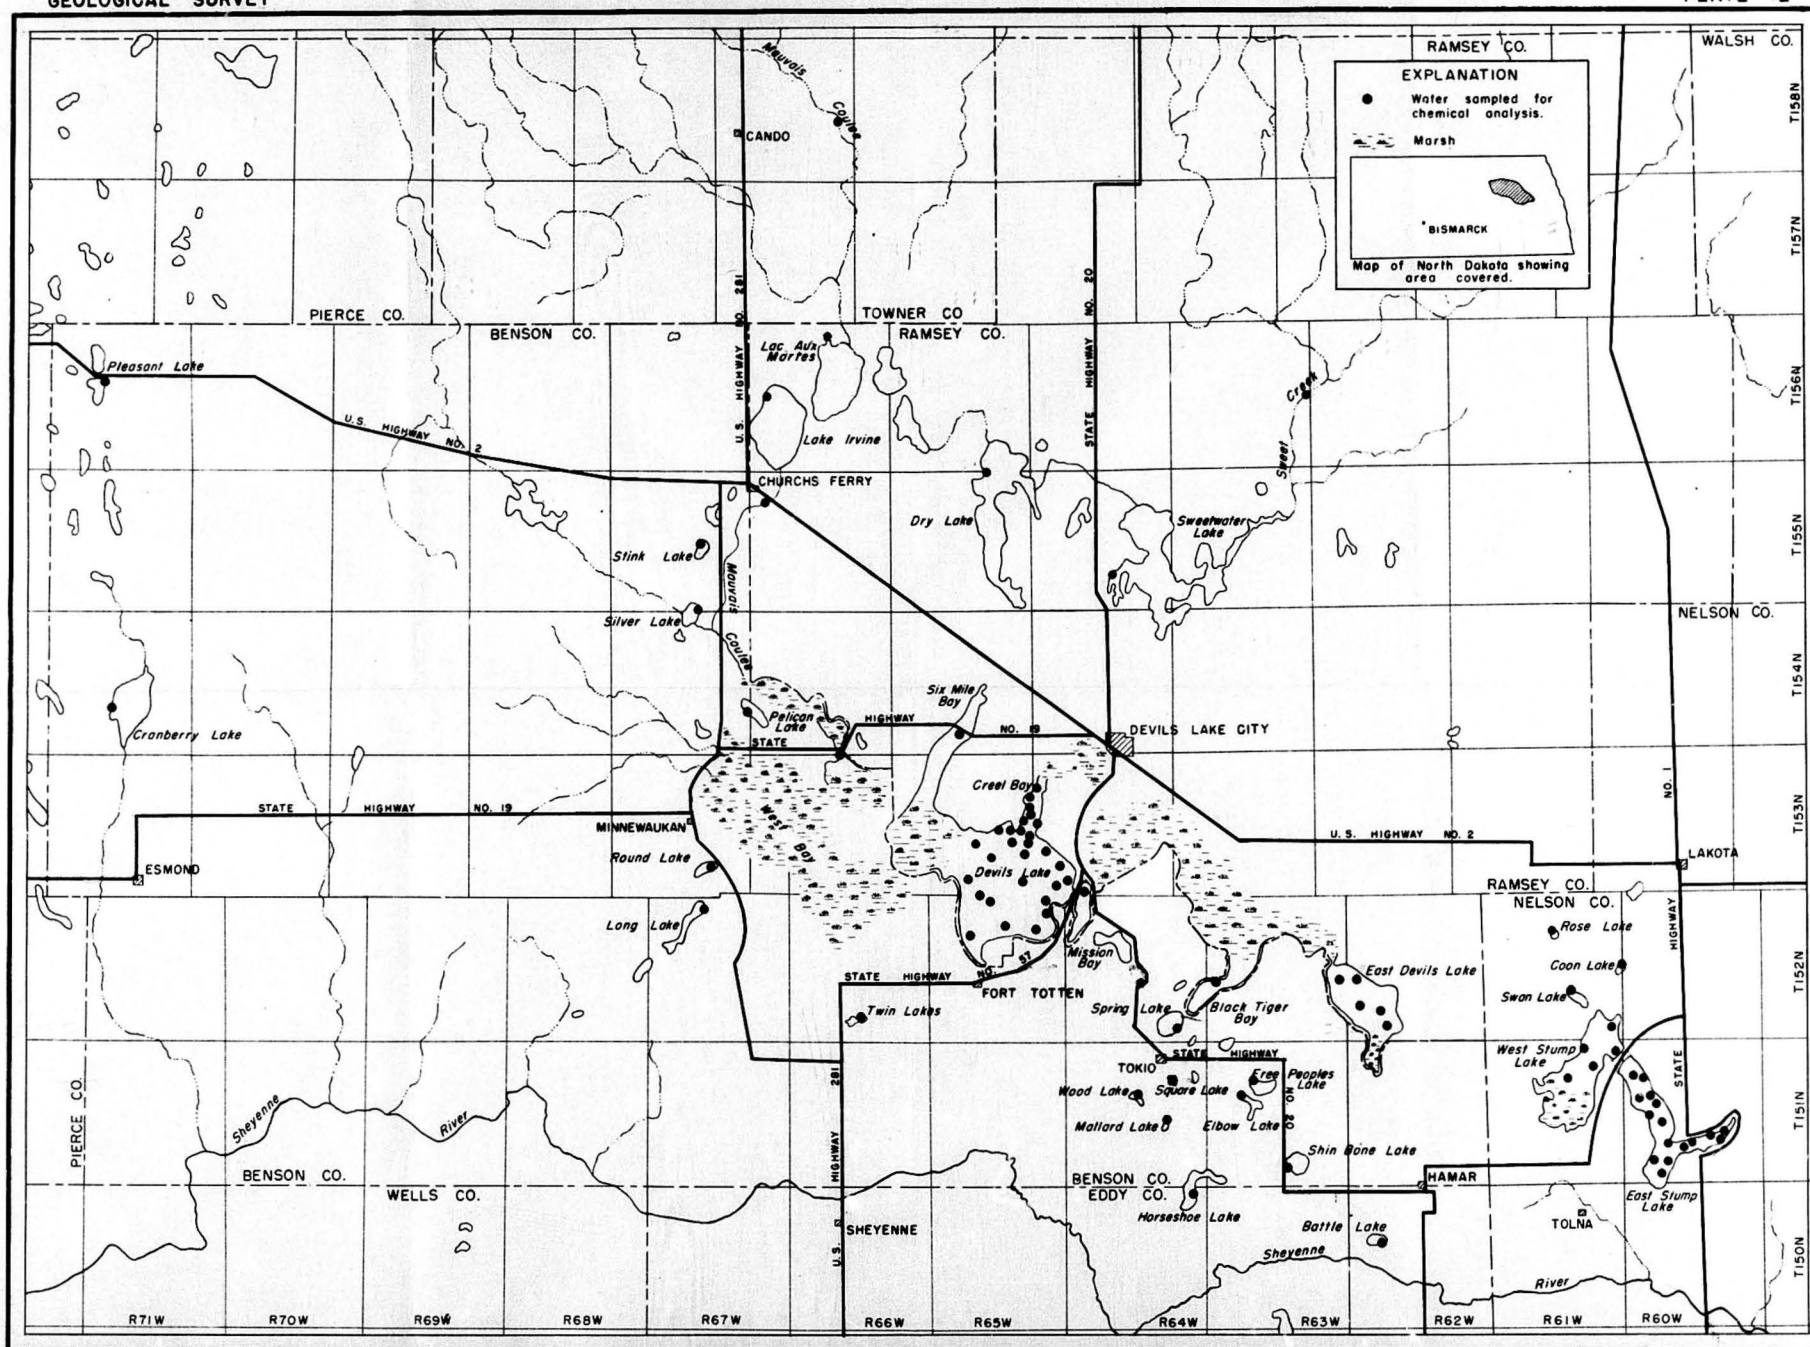 GEOLOGICAL SURVEY
RAMSEY CO.
WALSH CO.
EXPLANATION
Water sampled for
chemical analysis.
Marsh
BISMARCK
Map of North Dakota showing
area covered.
T158N
T157N
T156N
T155N
T154N
T153N
T152N
T151N
T150N
Mauvais
Coulee
CANDO
U.S. HIGHWAY NO. 281
STATE HIGHWAY NO. 20
PIERCE CO.
BENSON CO.
TOWNER CO
RAMSEY CO.
Lac Aux
Martes
Pleasant Lake
U.S. HIGHWAY NO. 2
Lake Irvine
Sweet Creek
CHURCHS FERRY
Dry Lake
Sweetwater
Lake
Stink Lake
Mauvais
Coulee
Silver Lake
NELSON CO.
Six Mile
Bay
Pelican
Lake
Cranberry Lake
STATE HIGHWAY NO. 19
DEVILS LAKE CITY
Creel Bay
STATE HIGHWAY NO. 19
MINNEWAUKAN
West Bay
U.S. HIGHWAY NO. 2
Round Lake
Devils Lake
LAKOTA
ESMOND
RAMSEY CO.
NELSON CO.
Long Lake
Rose Lake
Mission
Bay
Coon Lake
STATE HIGHWAY NO. 57
FORT TOTTEN
East Devils Lake
Swan Lake
Twin Lakes
Spring Lake
Black Tiger
Bay
West Stump
Lake
STATE HIGHWAY NO. 1
TOKIO
STATE HIGHWAY NO 20
Wood Lake
Square Lake
Free Peoples
Lake
Mallard Lake
Elbow Lake
Shin Bone Lake
PIERCE CO.
Sheyenne River
BENSON CO.
WELLS CO.
U.S. HIGHWAY 281
BENSON CO.
EDDY CO.
HAMAR
East Stump
Lake
Horseshoe Lake
SHEYENNE
Battle Lake
TOLNA
Sheyenne River
R71W
R70W
R69W
R68W
R67W
R66W
R65W
R64W
R63W
R62W
R61W
R60W